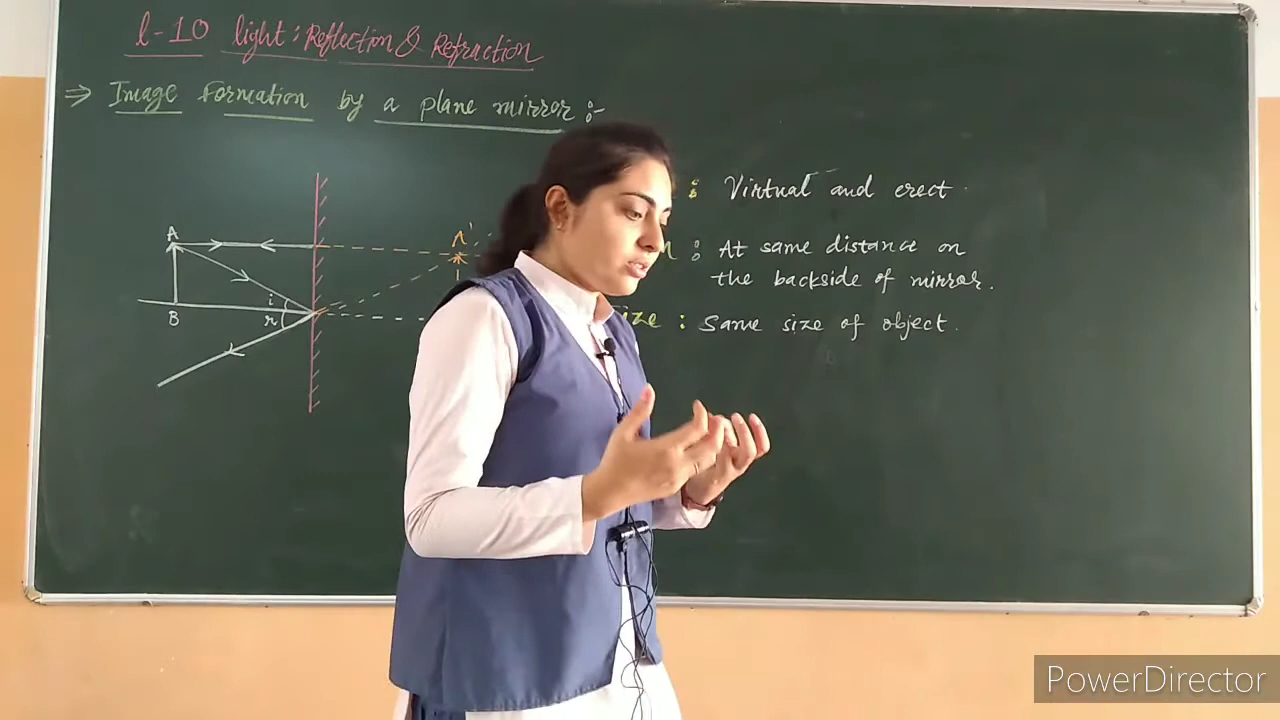 l-10 light: Reflection & Refraction
⇒ Image Formation by a plane mirror :-
: Virtual and erect.
: At same distance on
the backside of mirror.
Size : Same size of object.
A
A'
i
r
B
PowerDirector